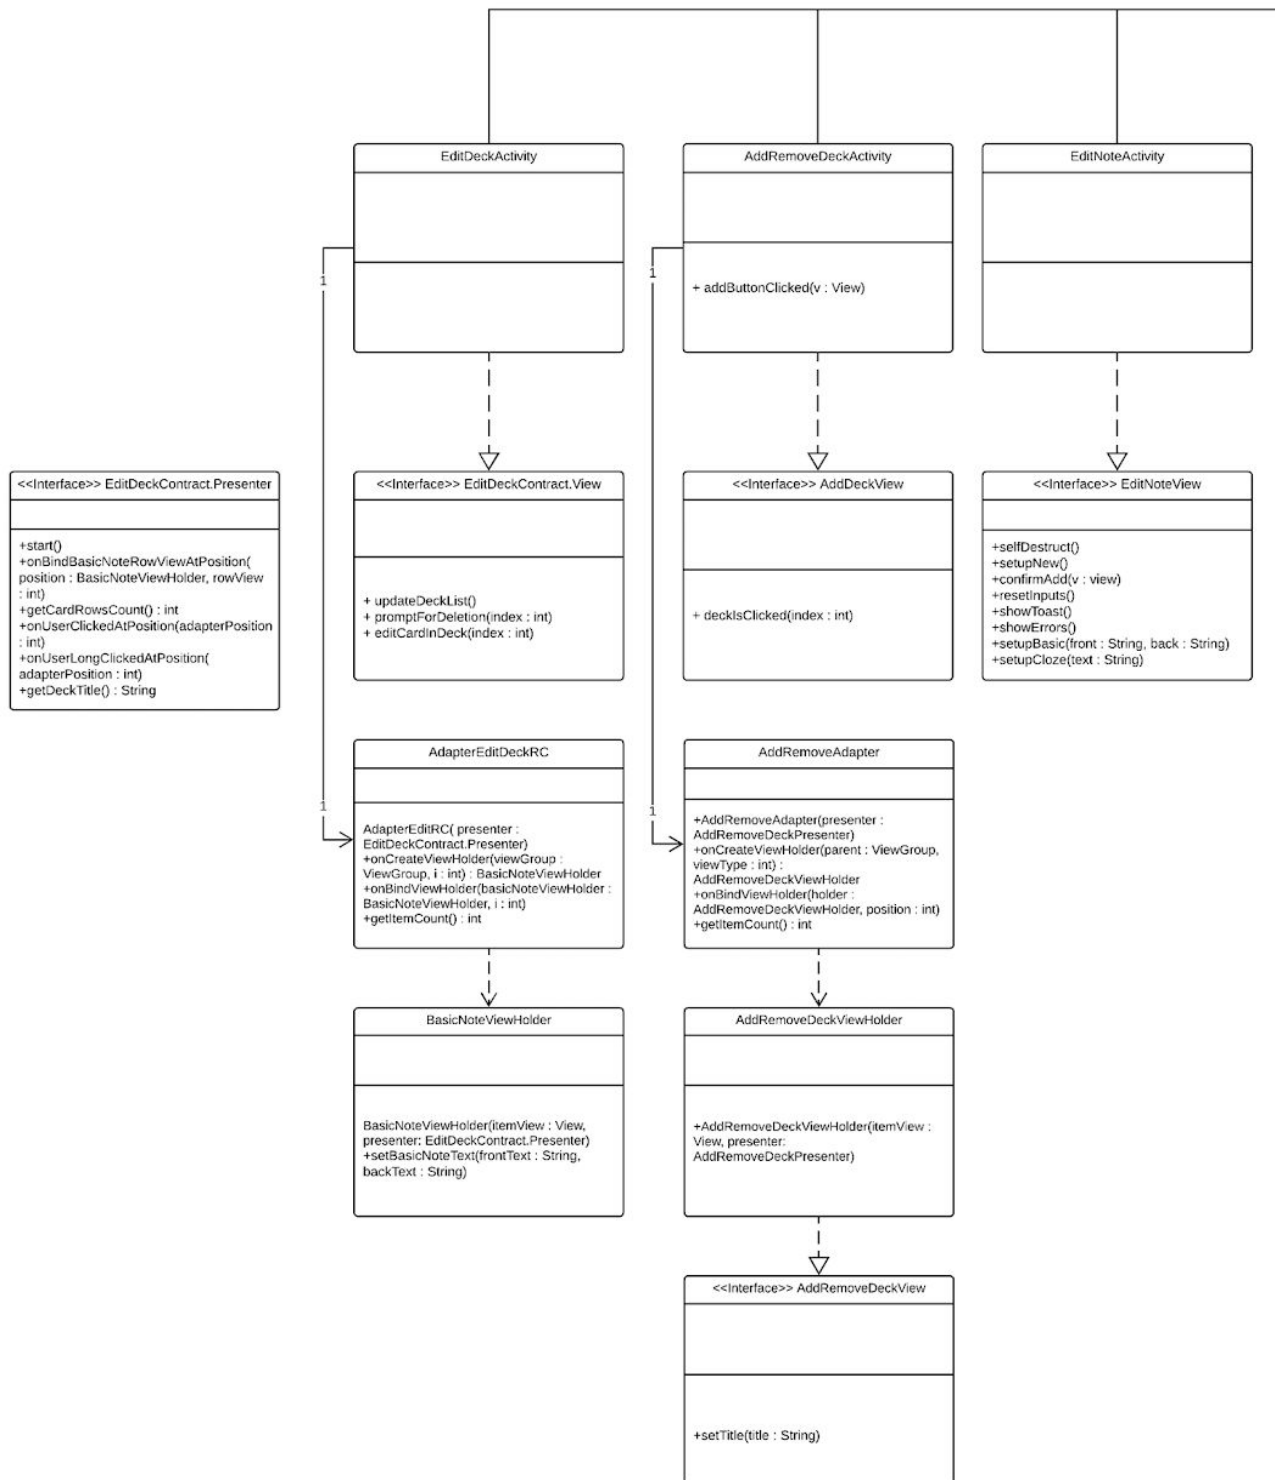 EditDeckActivity
AddRemoveDeckActivity
EditNoteActivity
1
1
+ addButtonClicked(v : View)
<<Interface>> EditDeckContract.Presenter
+start()
+onBindBasicNoteRowViewAtPosition(
position : BasicNoteViewHolder, rowView
: int)
+getCardRowsCount() : int
+onUserClickedAtPosition(adapterPosition
: int)
+onUserLongClickedAtPosition(
adapterPosition : int)
+getDeckTitle() : String
<<Interface>> EditDeckContract.View
+ updateDeckList()
+ promptForDeletion(index : int)
+ editCardInDeck(index : int)
<<Interface>> AddDeckView
+ deckIsClicked(index : int)
<<Interface>> EditNoteView
+selfDestruct()
+setupNew()
+confirmAdd(v : view)
+resetInputs()
+showToast()
+showErrors()
+setupBasic(front : String, back : String)
+setupCloze(text : String)
1
1
AdapterEditDeckRC
AdapterEditRC( presenter :
EditDeckContract.Presenter)
+onCreateViewHolder(viewGroup :
ViewGroup, i : int) : BasicNoteViewHolder
+onBindViewHolder(basicNoteViewHolder :
BasicNoteViewHolder, i : int)
+getItemCount() : int
AddRemoveAdapter
+AddRemoveAdapter(presenter :
AddRemoveDeckPresenter)
+onCreateViewHolder(parent : ViewGroup,
viewType : int) :
AddRemoveDeckViewHolder
+onBindViewHolder(holder :
AddRemoveDeckViewHolder, position : int)
+getItemCount() : int
BasicNoteViewHolder
BasicNoteViewHolder(itemView : View,
presenter: EditDeckContract.Presenter)
+setBasicNoteText(frontText : String,
backText : String)
AddRemoveDeckViewHolder
+AddRemoveDeckViewHolder(itemView :
View, presenter:
AddRemoveDeckPresenter)
<<Interface>> AddRemoveDeckView
+setTitle(title : String)